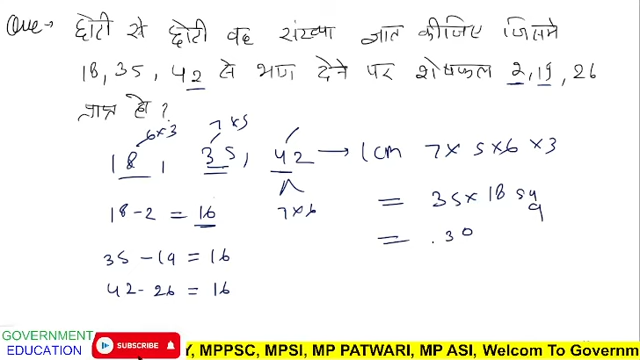 Que:→ छोटी से छोटी वह संख्या ज्ञात कीजिए जिसमे
18, 35, 42 से भाग देने पर शेषफल 2, 19, 26
प्राप्त हो?
6×3 7×5
18, 35, 42 → lcm 7×5×6×3
18-2 = 16 7×6 = 35×18
35-19 = 16 = .30
42-26 = 16
GOVERNMENT
EDUCATION
SUBSCRIBE
Y, MPPSC, MPSI, MP PATWARI, MP ASI, Welcom To Governm